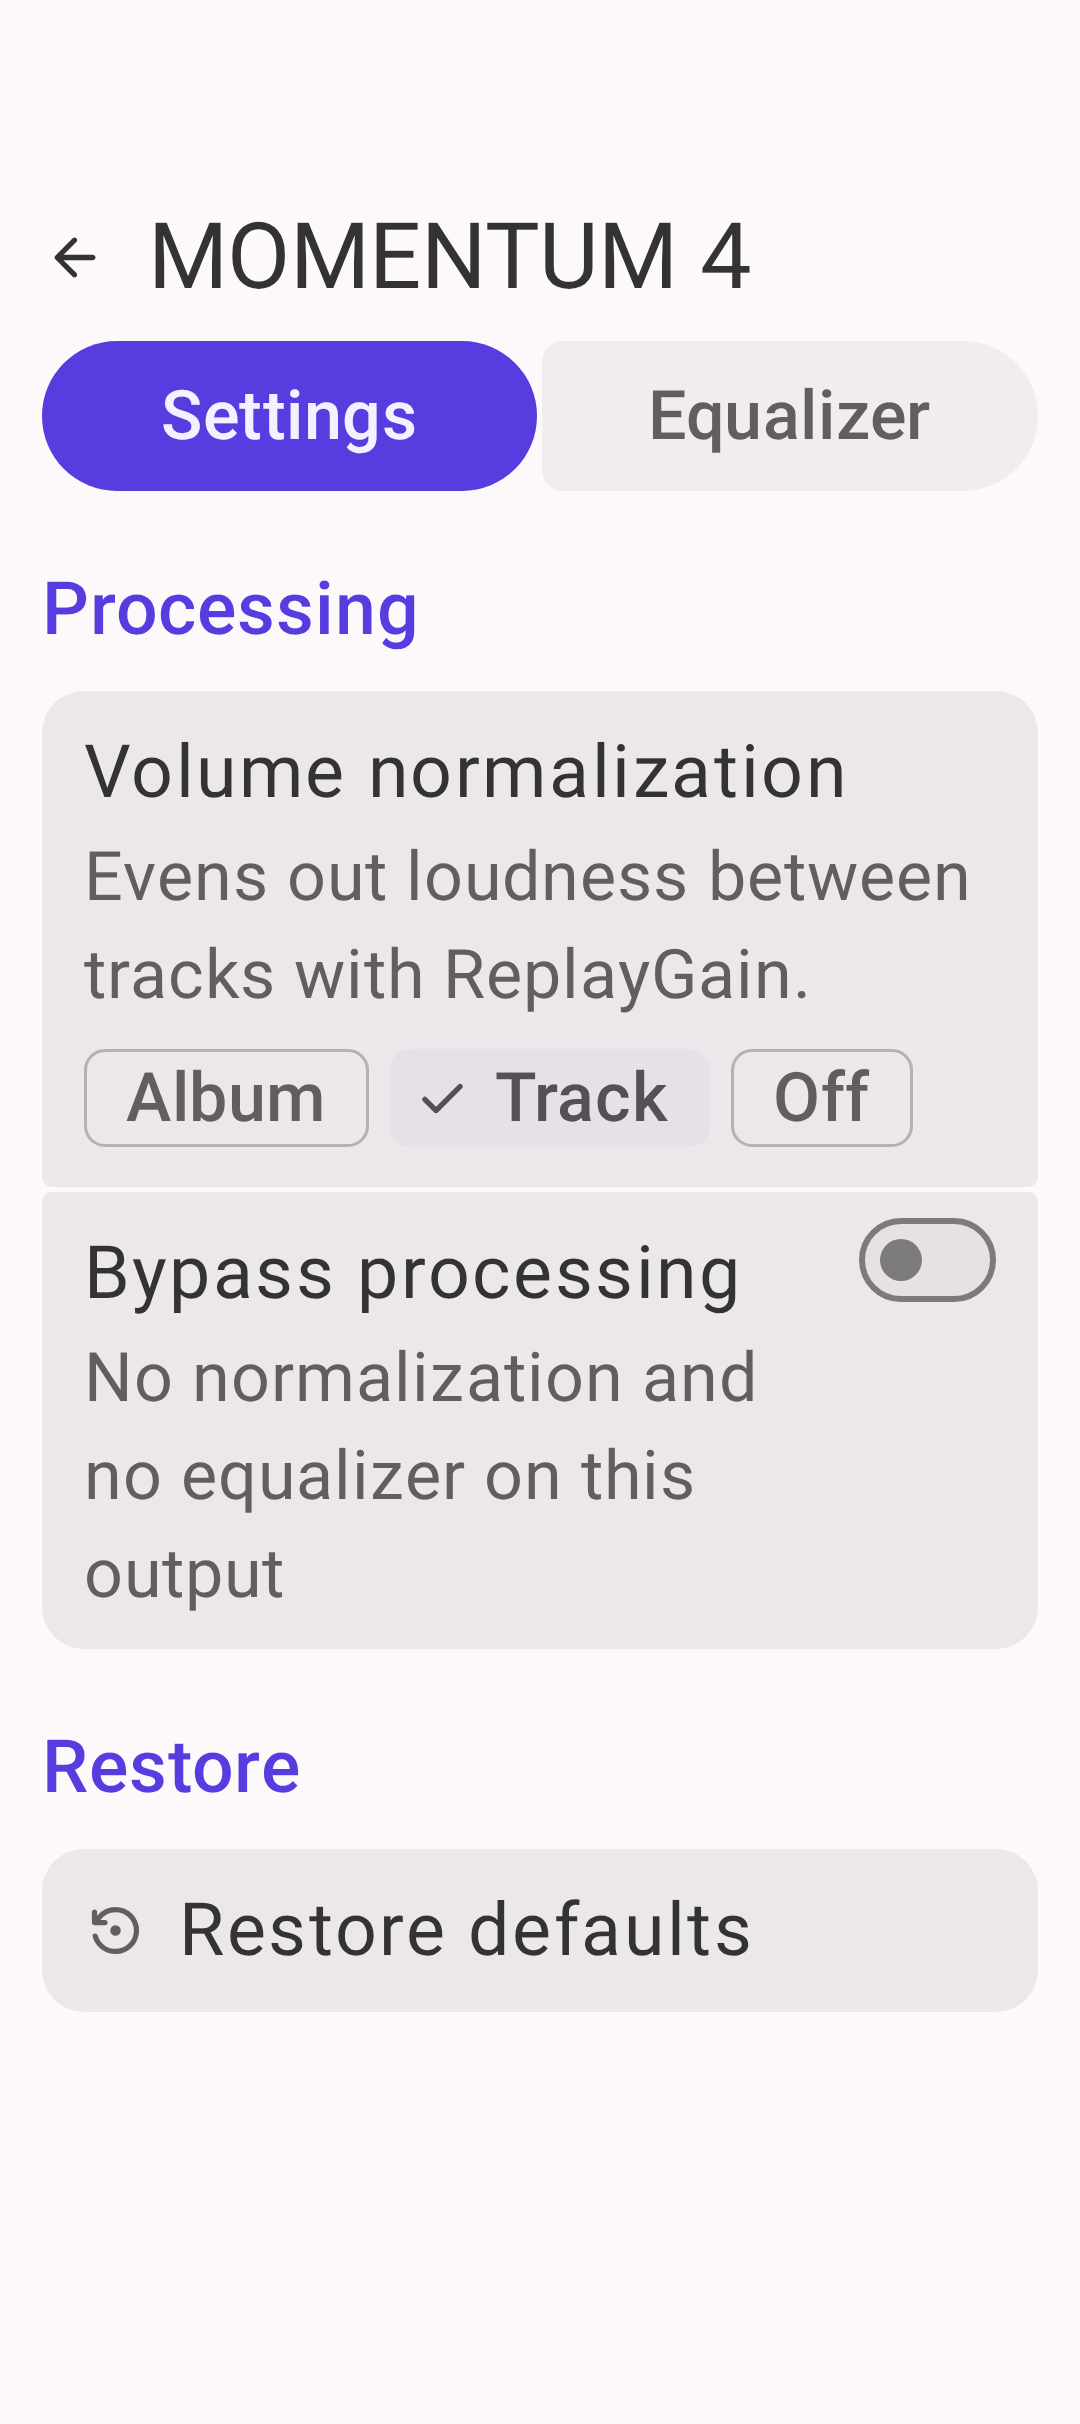 MOMENTUM 4
Settings
Equalizer
Processing
Volume normalization
Evens out loudness between
tracks with ReplayGain.
Album
Track
Off
Bypass processing
No normalization and
no equalizer on this
output
Restore
Restore defaults